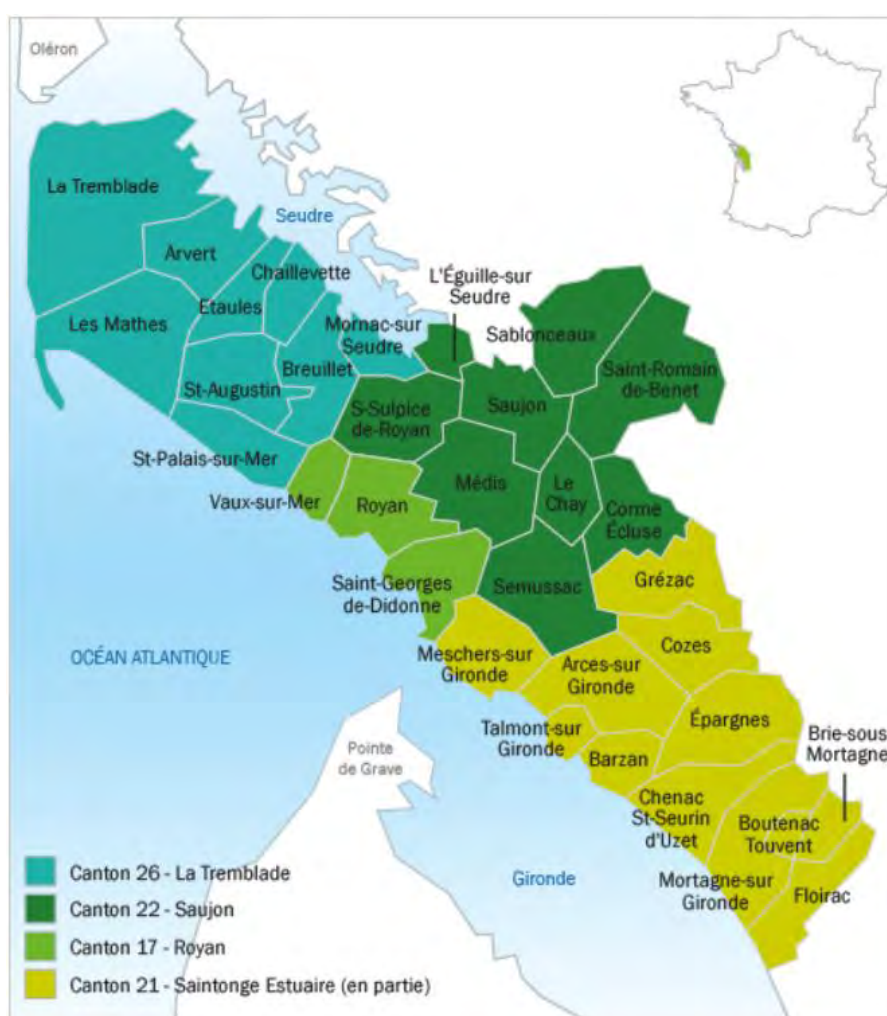 Oléron
La Tremblade
Seudre
Arvert
Chaillevette
L'Éguille-sur
Seudre
Etaules
Les Mathes
Mornac-sur
Seudre
Sablonceaux
Breuillet
Saint-Romain
de-Benet
St-Augustin
S-Sulpice
de-Royan
Saujon
St-Palais-sur-Mer
Médis
Le
Chay
Vaux-sur-Mer
Royan
Corme
Écluse
Saint-Georges
de-Didonne
Semussac
Grézac
OCÉAN ATLANTIQUE
Meschers-sur
Gironde
Arces-sur
Gironde
Cozes
Talmont-sur
Gironde
Épargnes
Brie-sous
Mortagne
Pointe
de Grave
Barzan
Chenac
St-Seurin
d'Uzet
Boutenac
Touvent
Mortagne-sur
Gironde
Floirac
Gironde
Canton 26 - La Tremblade
Canton 22 - Saujon
Canton 17 - Royan
Canton 21 - Saintonge Estuaire (en partie)